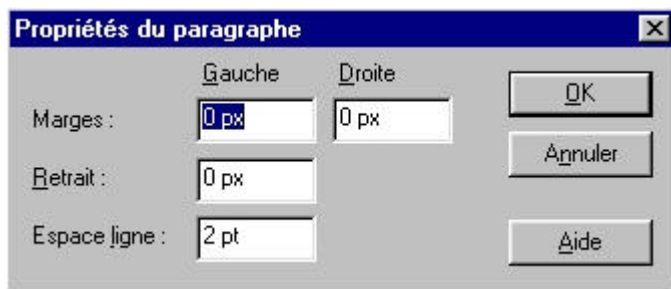 Propriétés du paragraphe
Gauche Droite
Marges : 0 px 0 px
Retrait : 0 px
Espace ligne : 2 pt
OK
Annuler
Aide